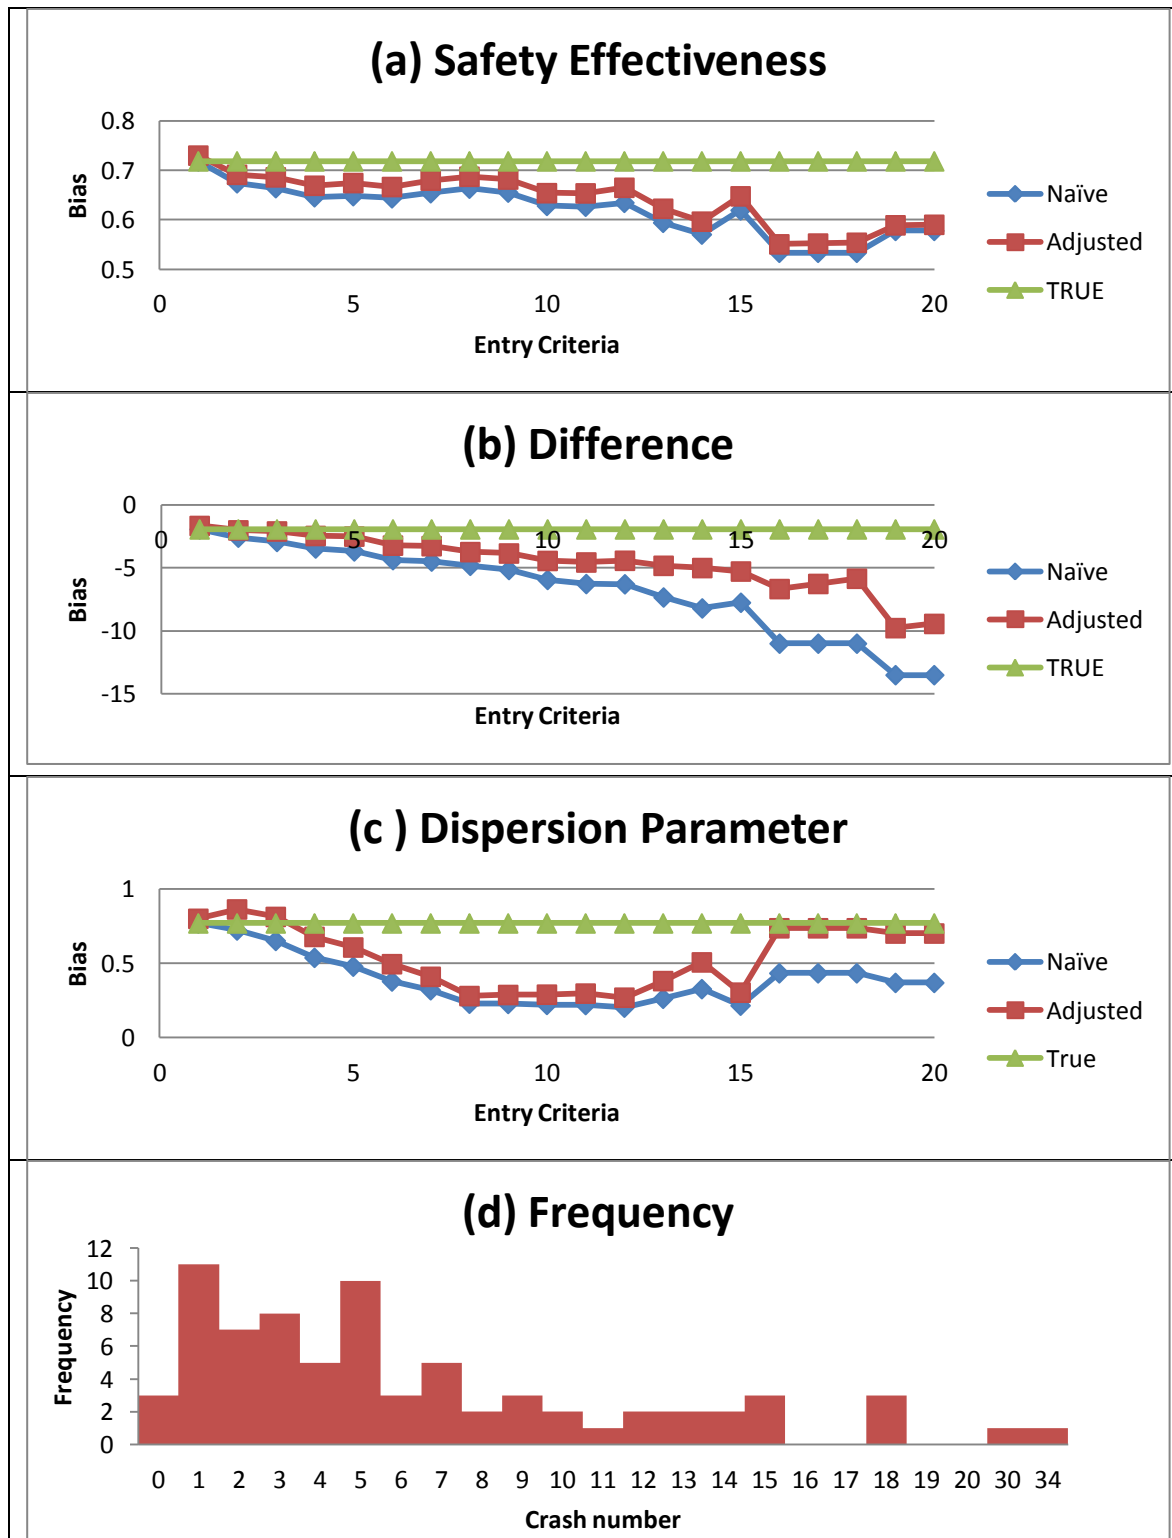 (a) Safety Effectiveness
0.8
0.7
0.6
0.5
Bias
0 5 10 15 20
Entry Criteria
Naïve
Adjusted
TRUE
(b) Difference
0
-5
-10
-15
Bias
0 5 10 15 20
Entry Criteria
Naïve
Adjusted
TRUE
(c ) Dispersion Parameter
1
0.5
0
Bias
0 5 10 15 20
Entry Criteria
Naïve
Adjusted
True
(d) Frequency
12
10
8
6
4
2
0
Frequency
0 1 2 3 4 5 6 7 8 9 10 11 12 13 14 15 16 17 18 19 20 30 34
Crash number